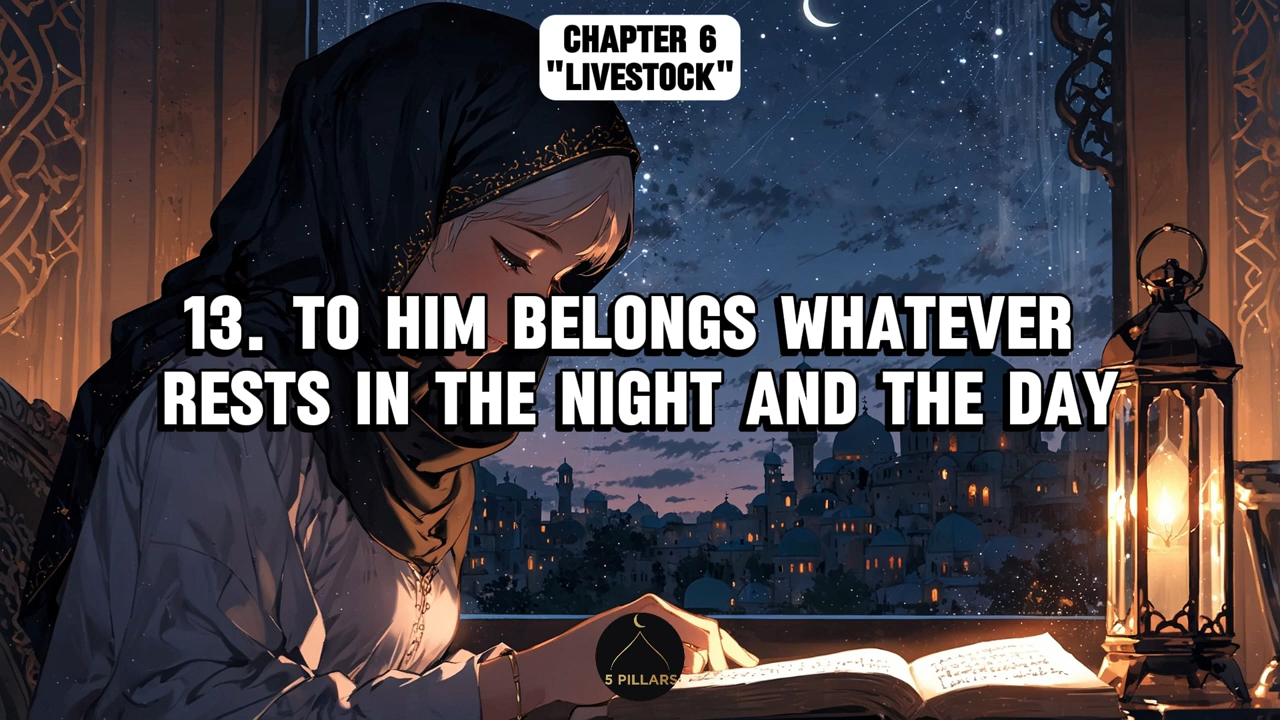 CHAPTER 6
"LIVESTOCK"
13. TO HIM BELONGS WHATEVER
RESTS IN THE NIGHT AND THE DAY
5 PILLARS